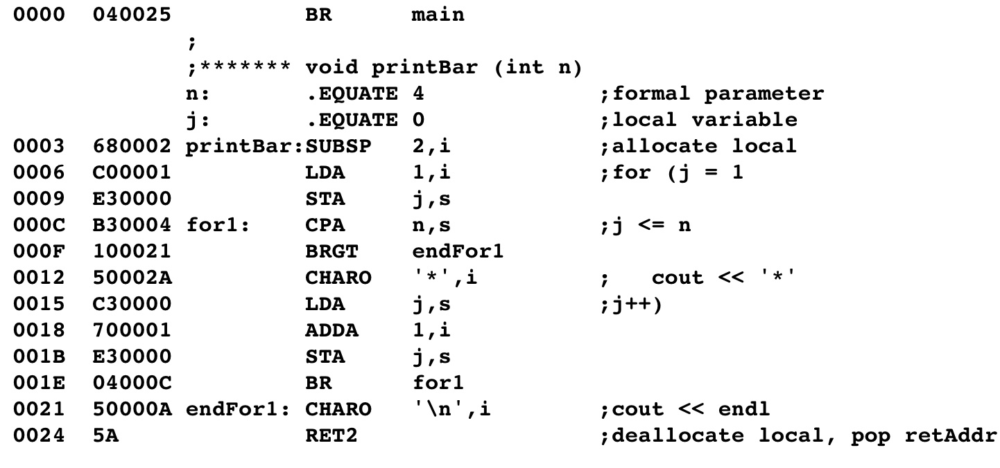 0000  040025           BR      main
               ;
               ;******* void printBar (int n)
               n:       .EQUATE 4             ;formal parameter
               j:       .EQUATE 0             ;local variable
0003  680002 printBar:SUBSP   2,i           ;allocate local
0006  C00001          LDA     1,i           ;for (j = 1
0009  E30000          STA     j,s
000C  B30004 for1:    CPA     n,s           ;j <= n
000F  100021          BRGT    endFor1
0012  50002A          CHARO   '*',i         ;   cout << '*'
0015  C30000          LDA     j,s           ;j++)
0018  700001          ADDA    1,i
001B  E30000          STA     j,s
001E  04000C          BR      for1
0021  50000A endFor1: CHARO   '\n',i        ;cout << endl
0024  5A              RET2                  ;deallocate local, pop retAddr